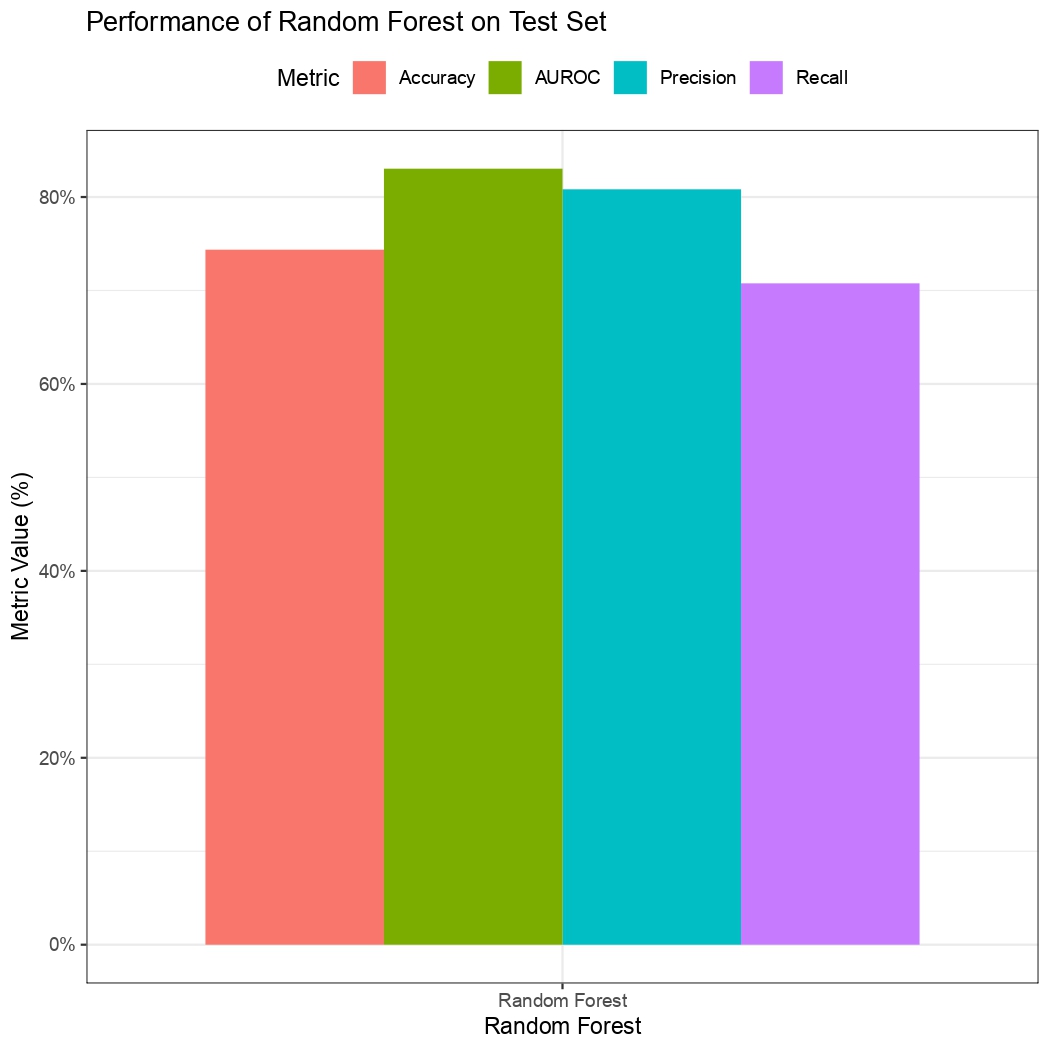 Performance of Random Forest on Test Set
Metric Accuracy AUROC Precision Recall
80%
60%
40%
20%
0%
Metric Value (%)
Random Forest
Random Forest